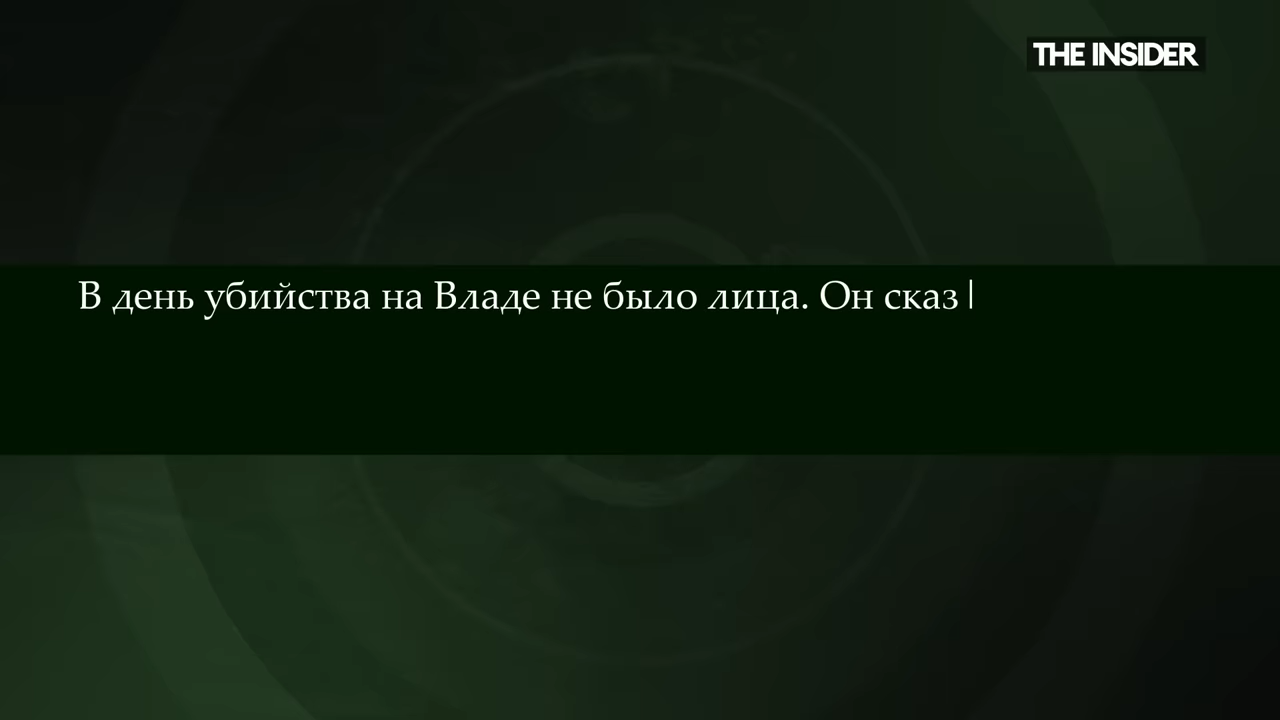 THE INSIDER
В день убийства на Владе не было лица. Он сказ